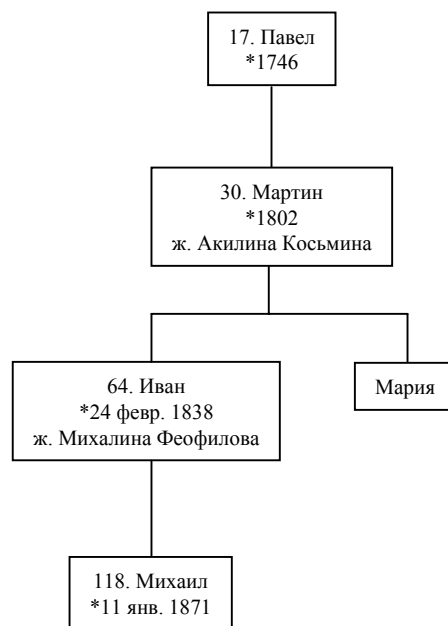 17. Павел
*1746
30. Мартин
*1802
ж. Акилина Косьмина
64. Иван
*24 февр. 1838
ж. Михалина Феофилова
Мария
118. Михаил
*11 янв. 1871